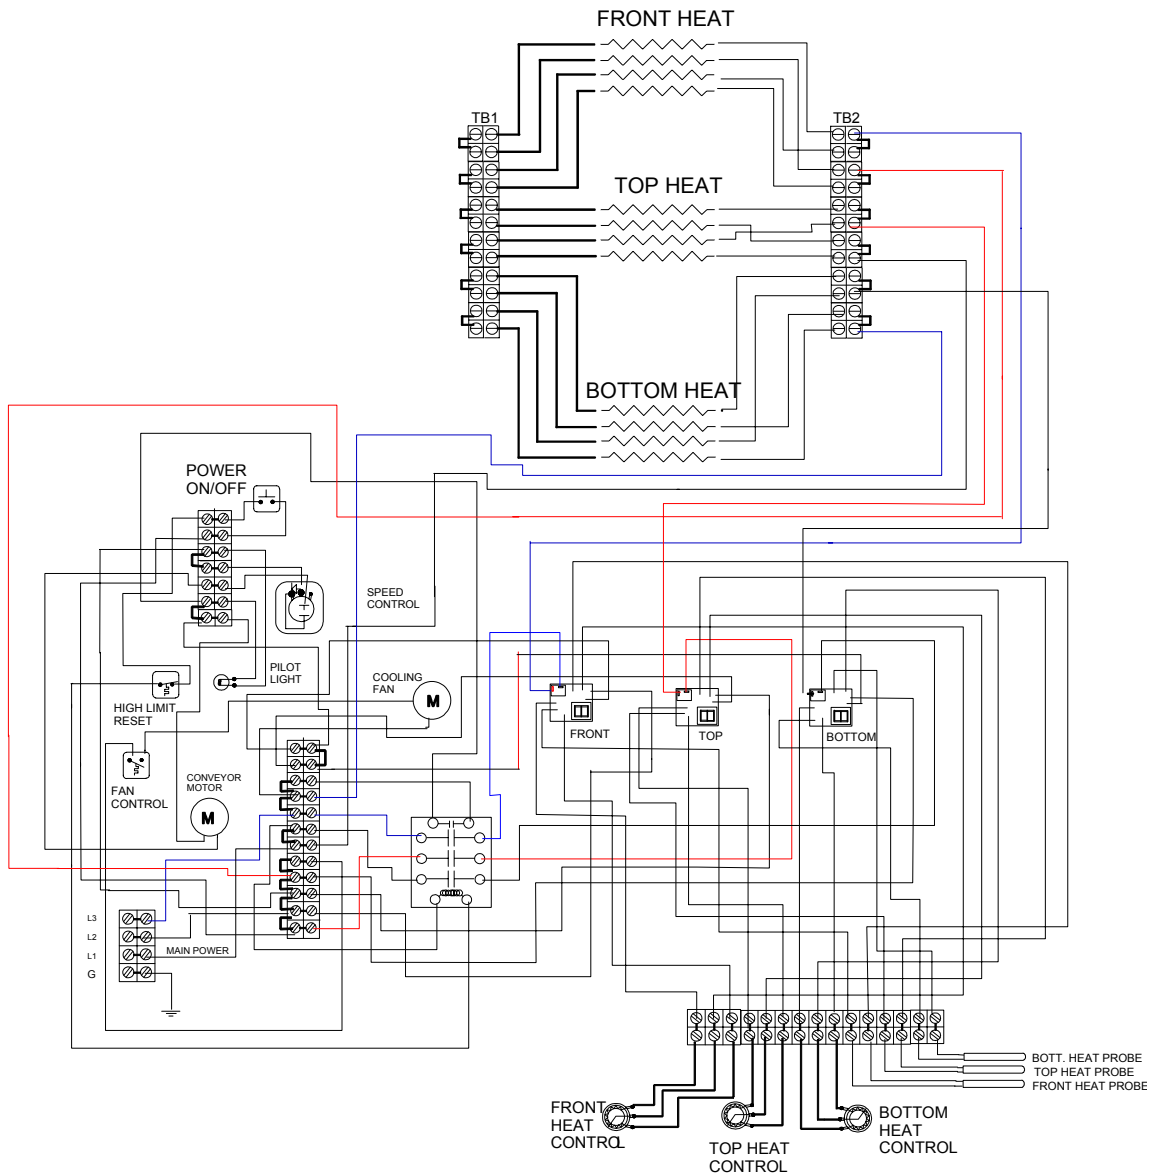 FRONT HEAT
TB1
TB2
TOP HEAT
BOTTOM HEAT
POWER
ON/OFF
SPEED
CONTROL
PILOT
LIGHT
COOLING
FAN
M
HIGH LIMIT
RESET
FRONT
TOP
BOTTOM
FAN
CONTROL
CONVEYOR
MOTOR
M
L3
L2
L1
G
MAIN POWER
BOTT. HEAT PROBE
TOP HEAT PROBE
FRONT HEAT PROBE
FRONT
HEAT
CONTROL
TOP HEAT
CONTROL
BOTTOM
HEAT
CONTROL